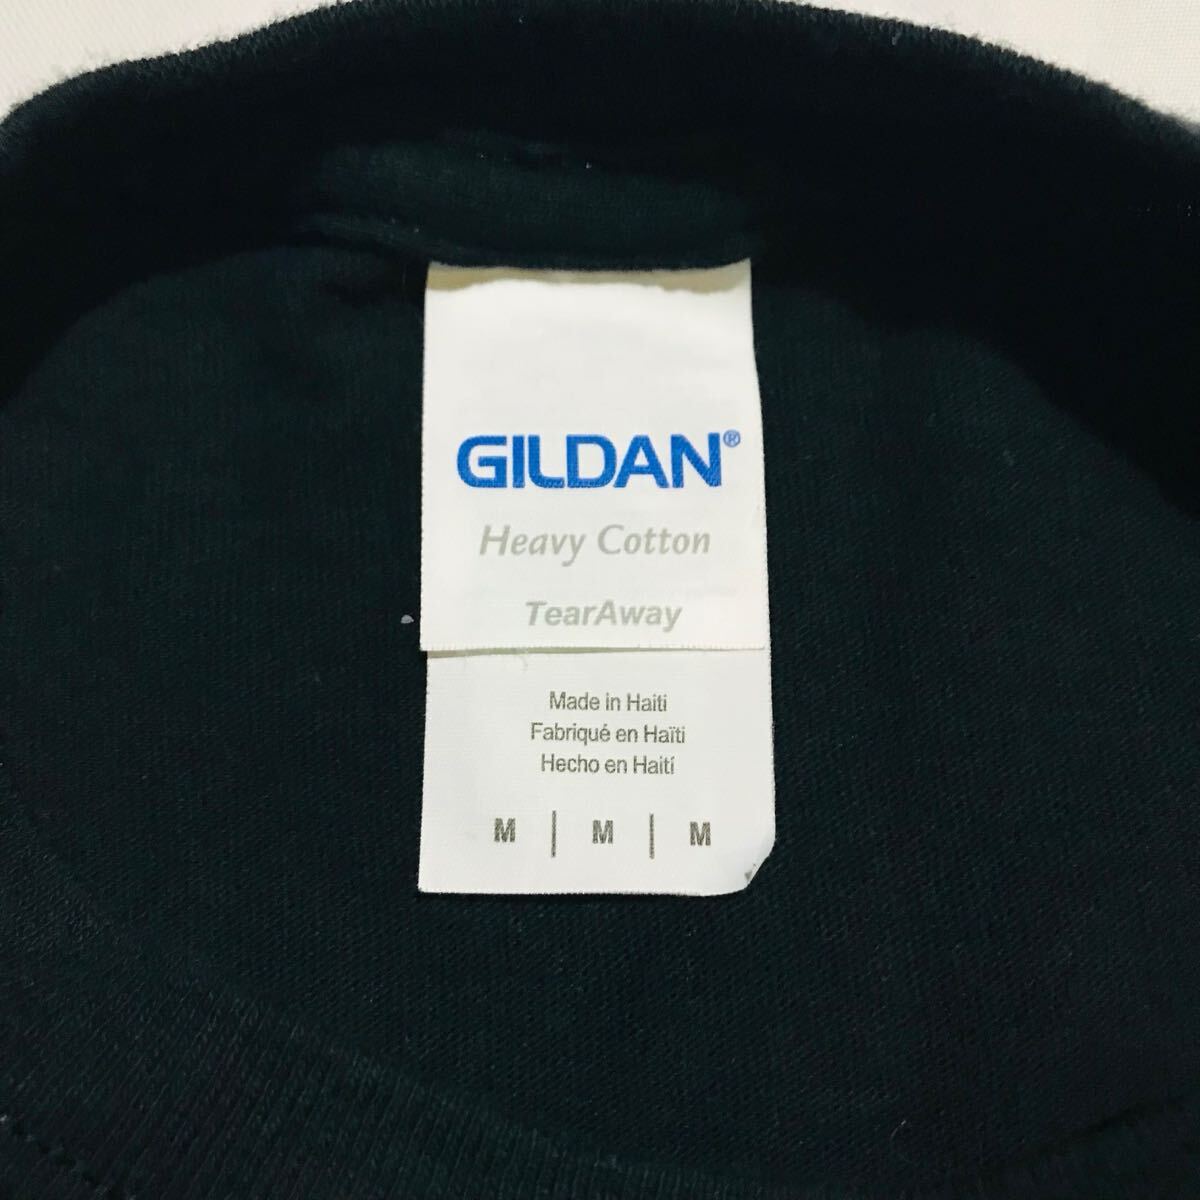 GILDAN®
Heavy Cotton
TearAway
Made in Haiti
Fabriqué en Haïti
Hecho en Haití
M | M | M